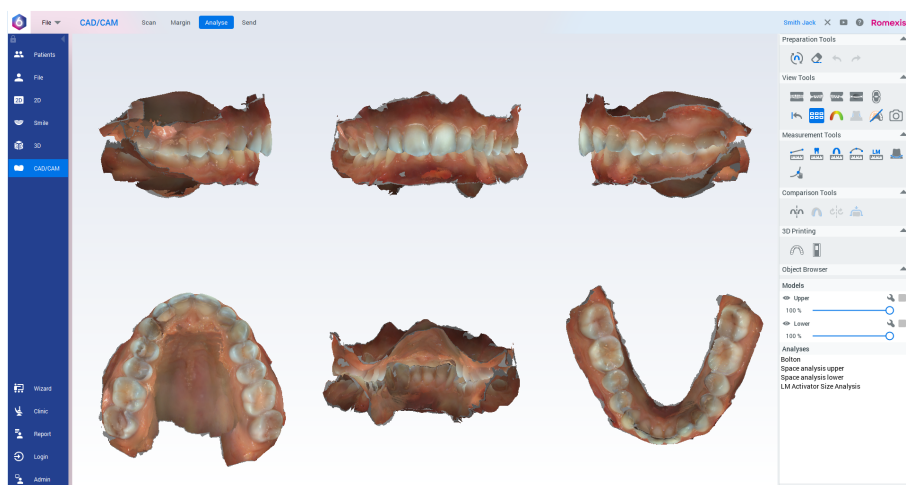 File
CAD/CAM
Scan
Margin
Analyse
Send
Smith Jack
Romexis
Patients
File
2D 2D
Smile
3D
CAD/CAM
Wizard
Clinic
Report
Login
Admin
Preparation Tools
View Tools
Measurement Tools
LM
Comparison Tools
3D Printing
Object Browser
Models
Upper
100 %
Lower
100 %
Analyses
Bolton
Space analysis upper
Space analysis lower
LM Activator Size Analysis